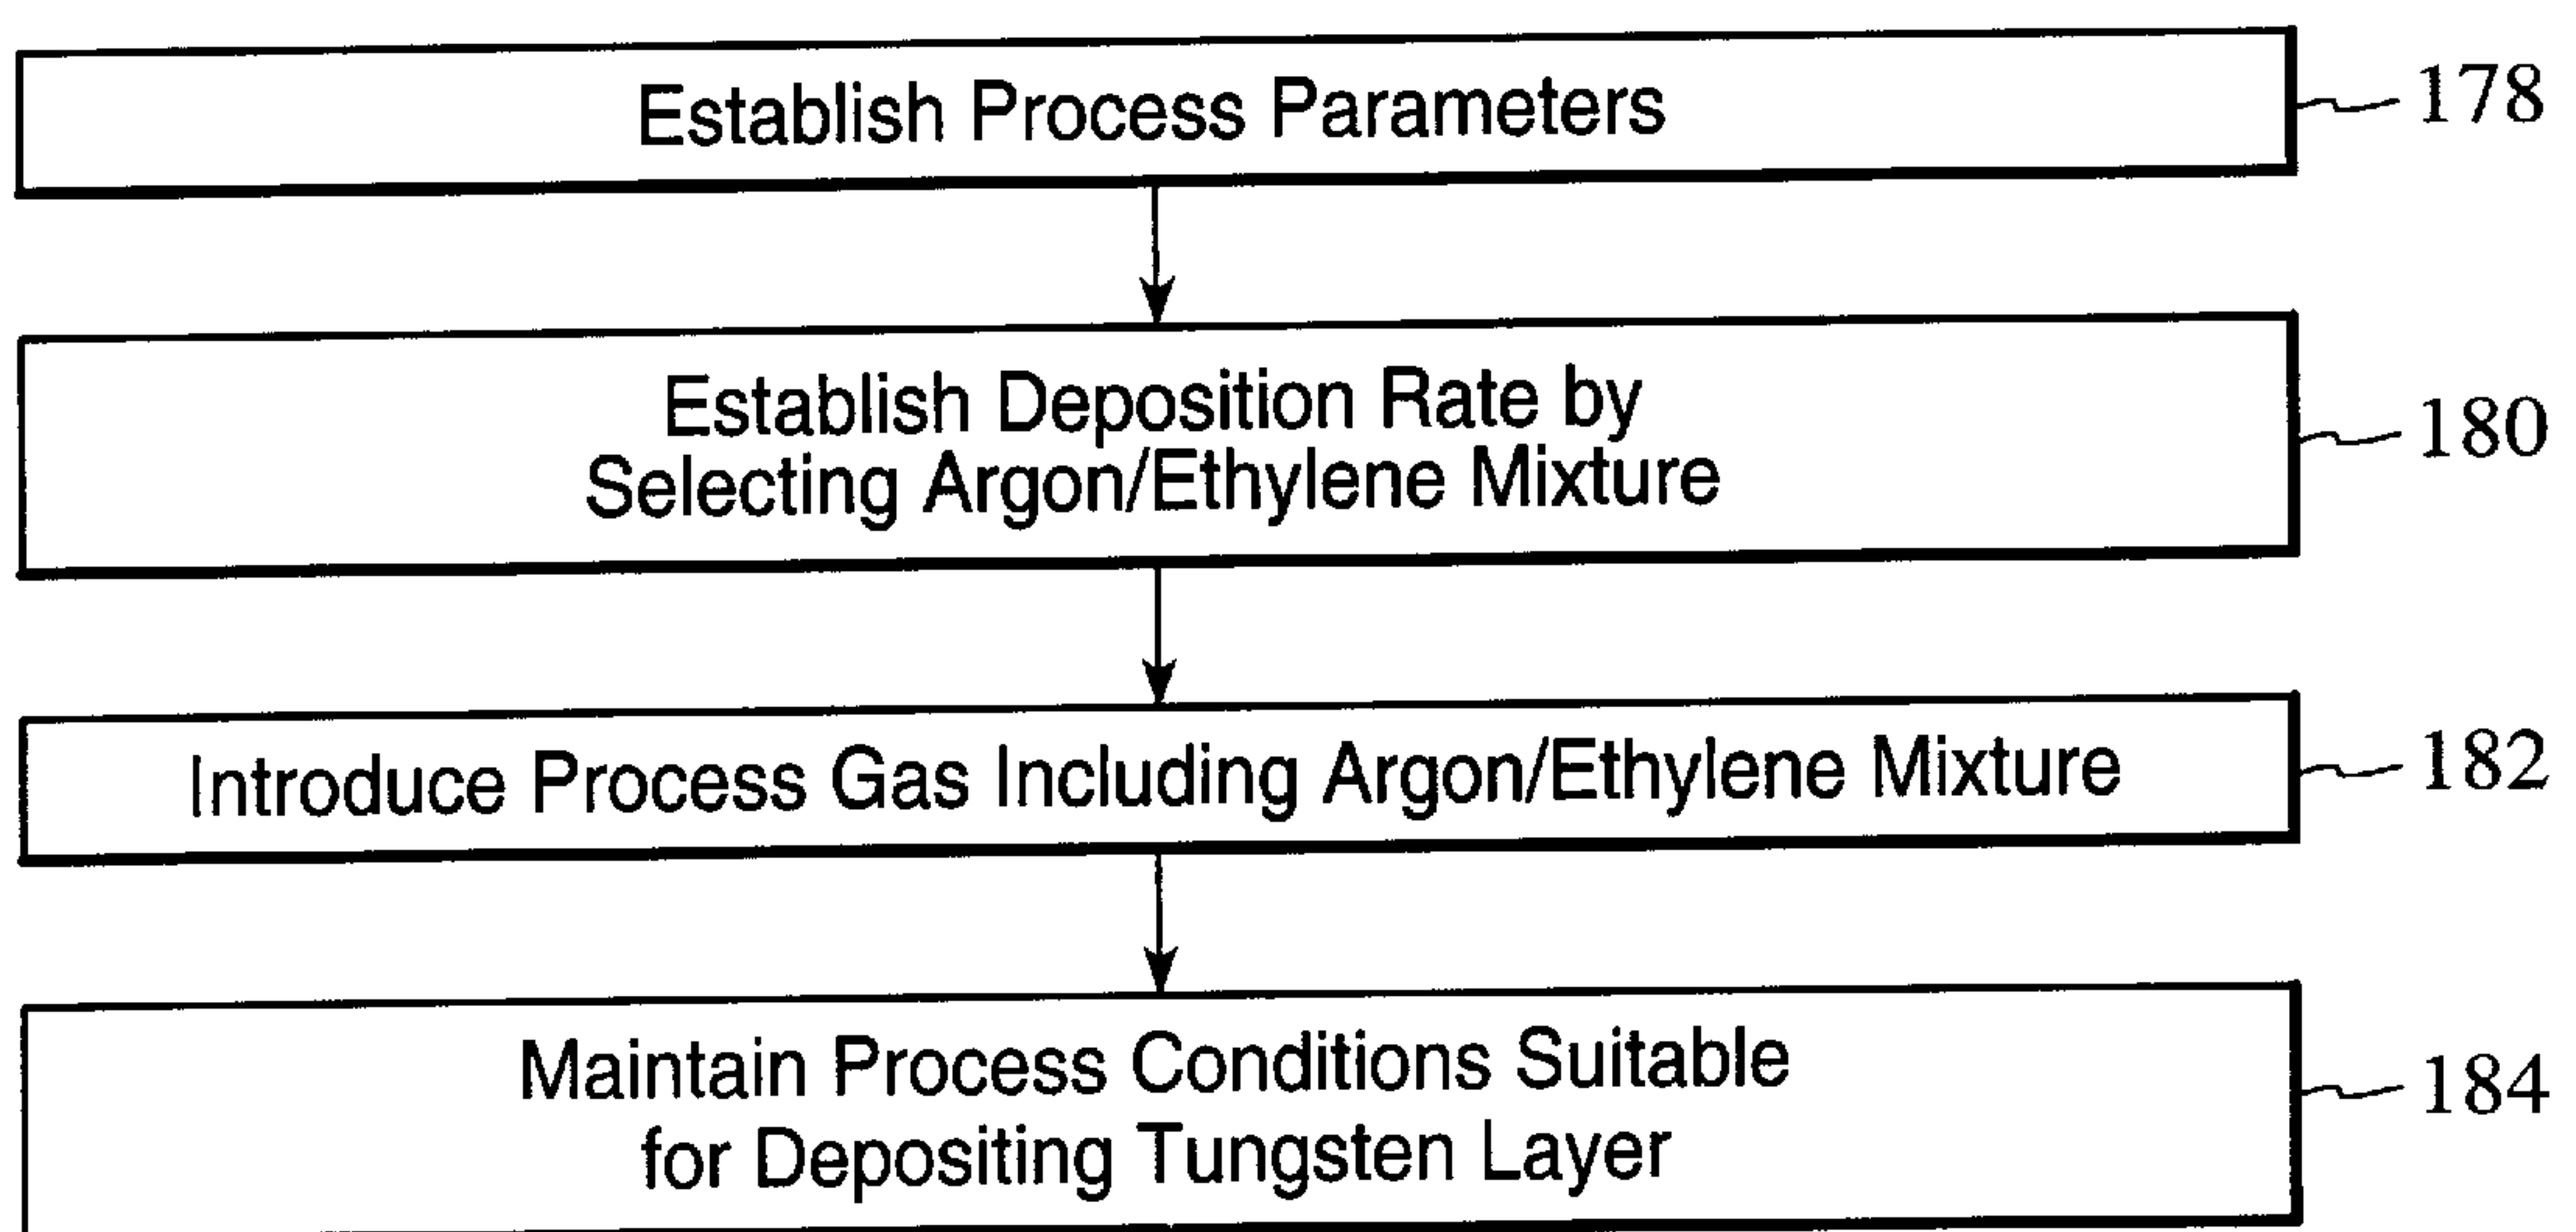 Establish Process Parameters
178
Establish Deposition Rate by
Selecting Argon/Ethylene Mixture
180
Introduce Process Gas Including Argon/Ethylene Mixture
182
Maintain Process Conditions Suitable
for Depositing Tungsten Layer
184